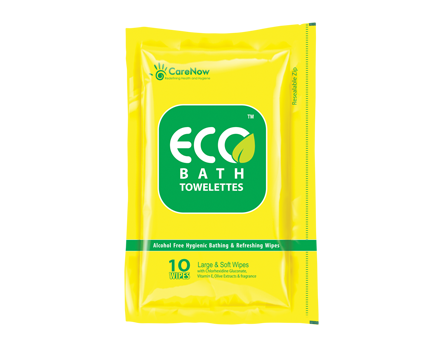 CareNow
Resealable Zip
ECO
TM
BATH
TOWELETTES
Alcohol Free Hygienic Bathing & Refreshing Wipes
10
WIPES
Large & Soft Wipes
with Chlorhexidine Gluconate,
Vitamin E, Olive Extracts & fragrance